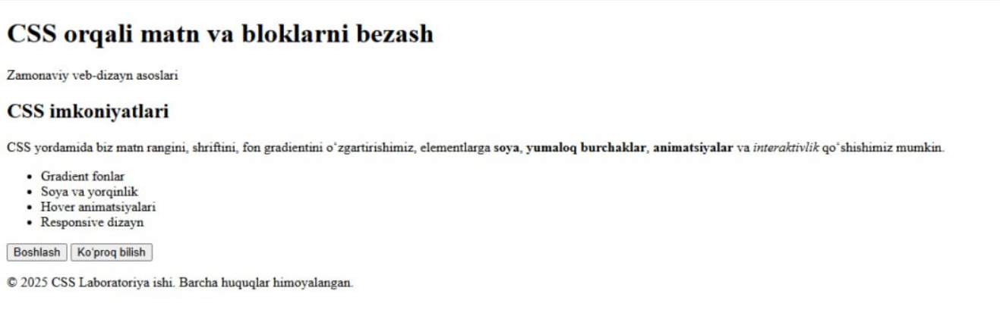 CSS orqali matn va bloklarni bezash
Zamonaviy veb-dizayn asoslari
CSS imkoniyatlari
CSS yordamida biz matn rangini, shriftini, fon gradientini oʻzgartirishimiz, elementlarga soya, yumaloq burchaklar, animatsiyalar va interaktivlik qoʻshishimiz mumkin.
• Gradient fonlar
• Soya va yorqinlik
• Hover animatsiyalari
• Responsive dizayn
Boshlash Koʻproq bilish
© 2025 CSS Laboratoriya ishi. Barcha huquqlar himoyalangan.